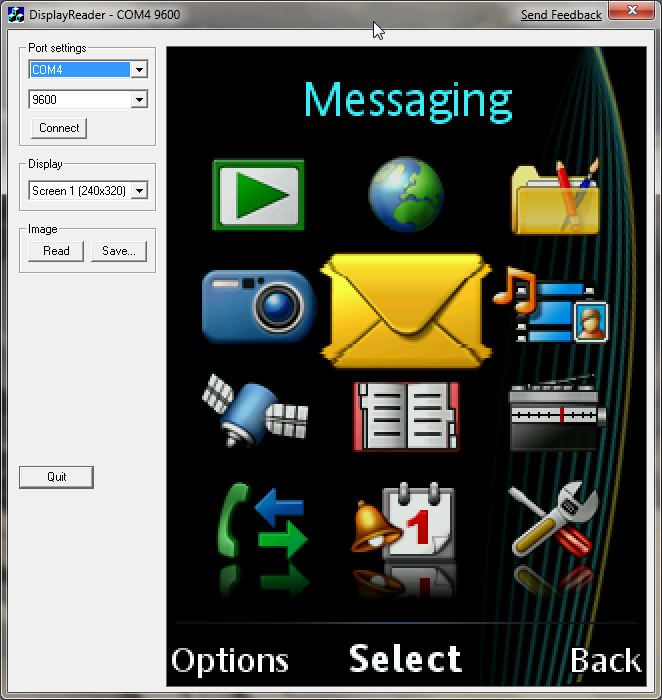 DisplayReader - COM4 9600
Send Feedback
Port settings
COM4
9600
Connect
Display
Screen 1 (240x320)
Image
Read
Save...
Quit
Messaging
1
Options
Select
Back